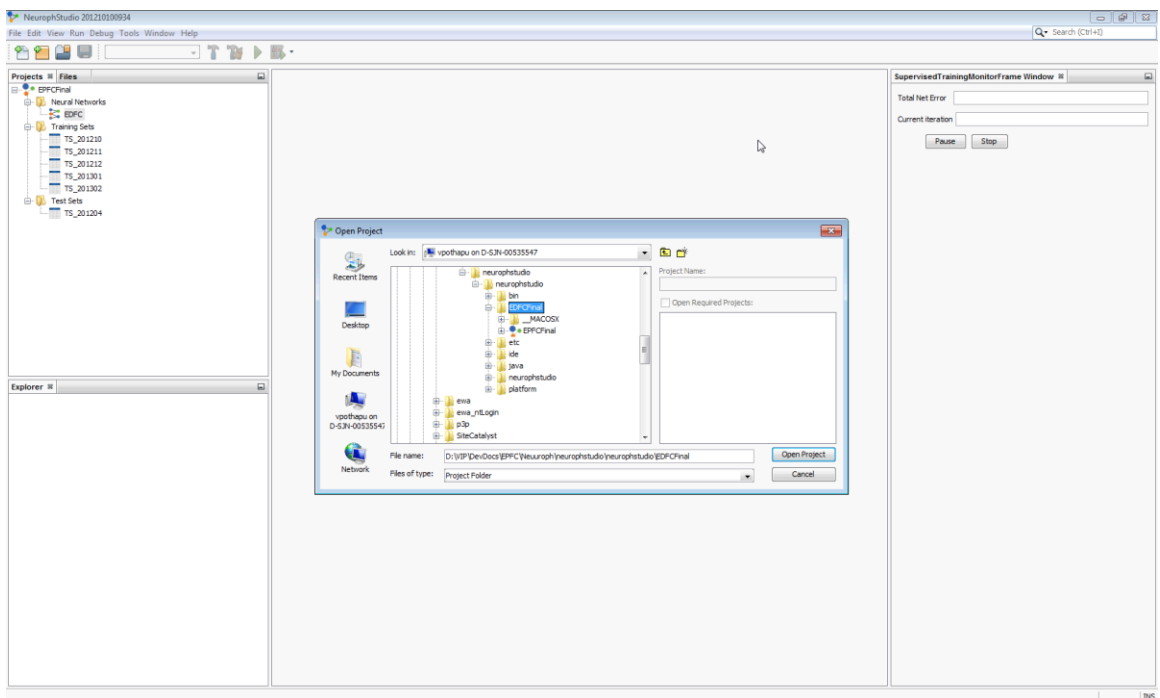 NeurophStudio 201210100934
File Edit View Run Debug Tools Window Help
Search (Ctrl+I)
Projects Files
EPFCFinal
Neural Networks
EDFC
Training Sets
TS_201210
TS_201211
TS_201212
TS_201301
TS_201302
Test Sets
TS_201204
Explorer
SupervisedTrainingMonitorFrame Window
Total Net Error
Current iteration
Pause Stop
Open Project
Look in: vpothapu on D-SJN-00535547
Recent Items
Desktop
My Documents
vpothapu on
D-SJN-00535547
Network
neurophstudio
neurophstudio
bin
EDFCFinal
__MACOSX
EPFCFinal
etc
ide
java
neurophstudio
platform
ewa
ewa_ntLogin
p3p
SiteCatalyst
Project Name:
Open Required Projects:
File name: D:\VIP\DevDocs\EPFC\Neuuroph\neurophstudio\neurophstudio\EDFCFinal
Open Project
Files of type: Project Folder
Cancel
INS